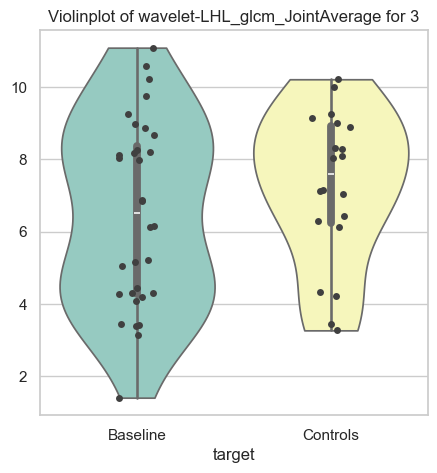 Violinplot of wavelet-LHL_glcm_JointAverage for 3
10
8
6
4
2
Baseline
Controls
target